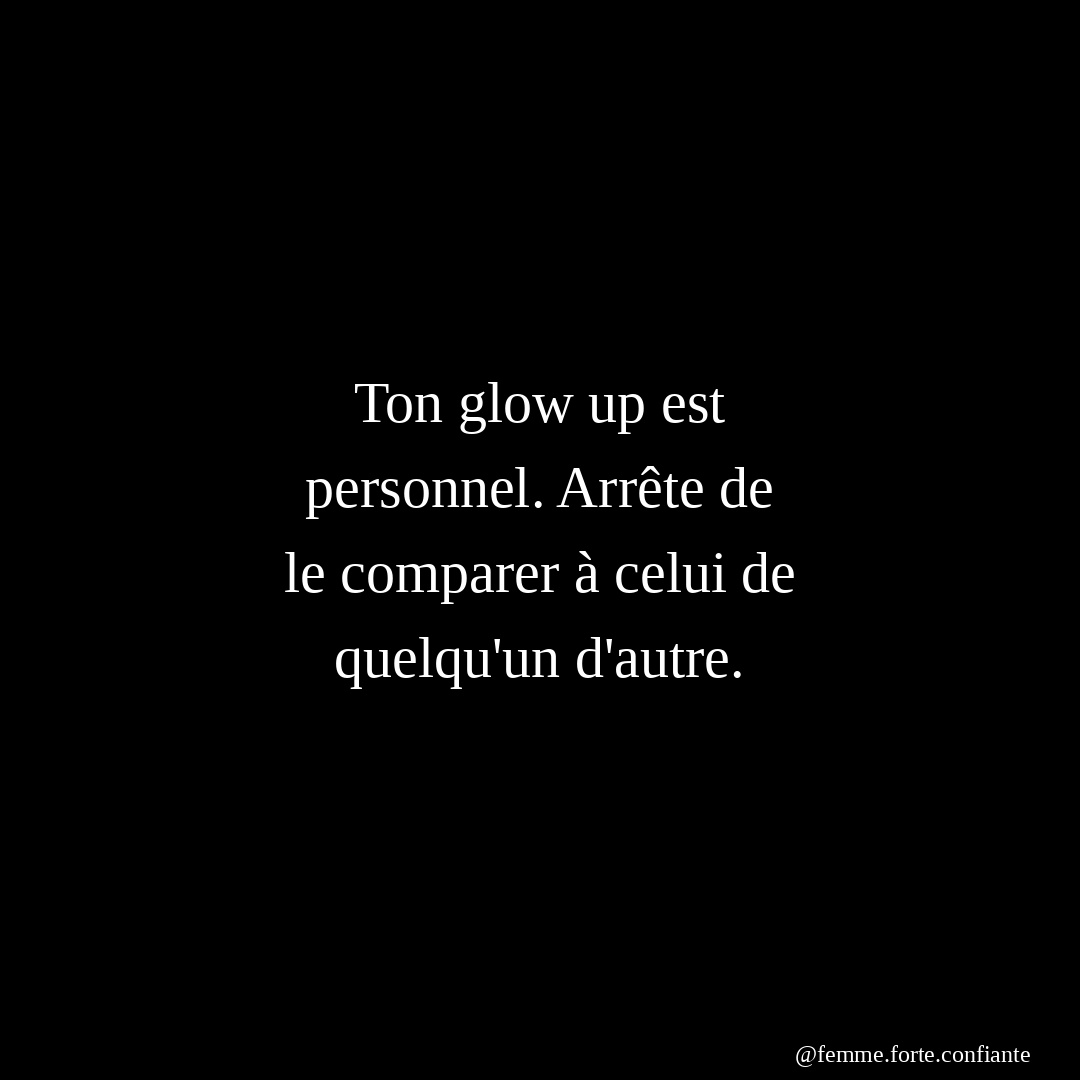 Ton glow up est
personnel. Arrête de
le comparer à celui de
quelqu'un d'autre.
@femme.forte.confiante